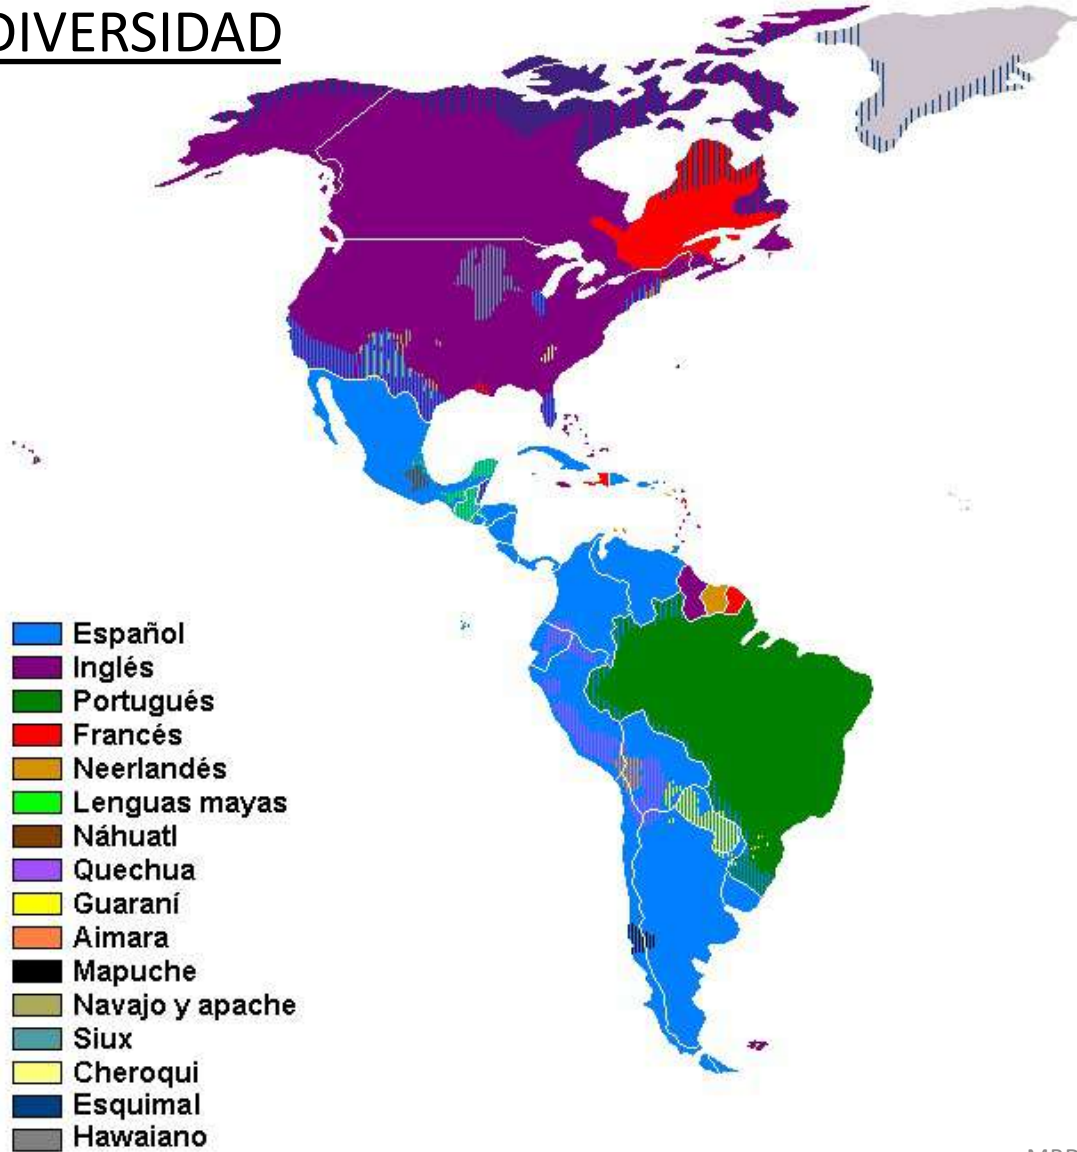 DIVERSIDAD
Español
Inglés
Portugués
Francés
Neerlandés
Lenguas mayas
Náhuatl
Quechua
Guaraní
Aimara
Mapuche
Navajo y apache
Siux
Cheroqui
Esquimal
Hawaiano